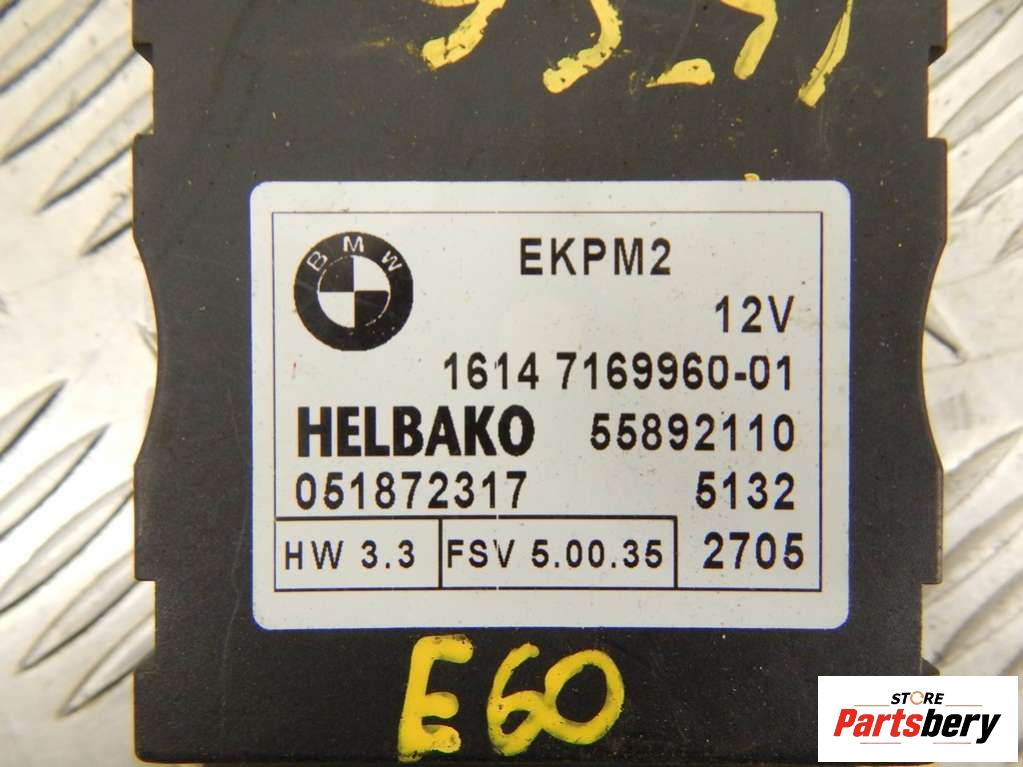 BMW
EKPM2
12V
1614 7169960-01
HELBAKO 55892110
051872317 5132
HW 3.3 FSV 5.00.35 2705
E60
STORE
Partsbery